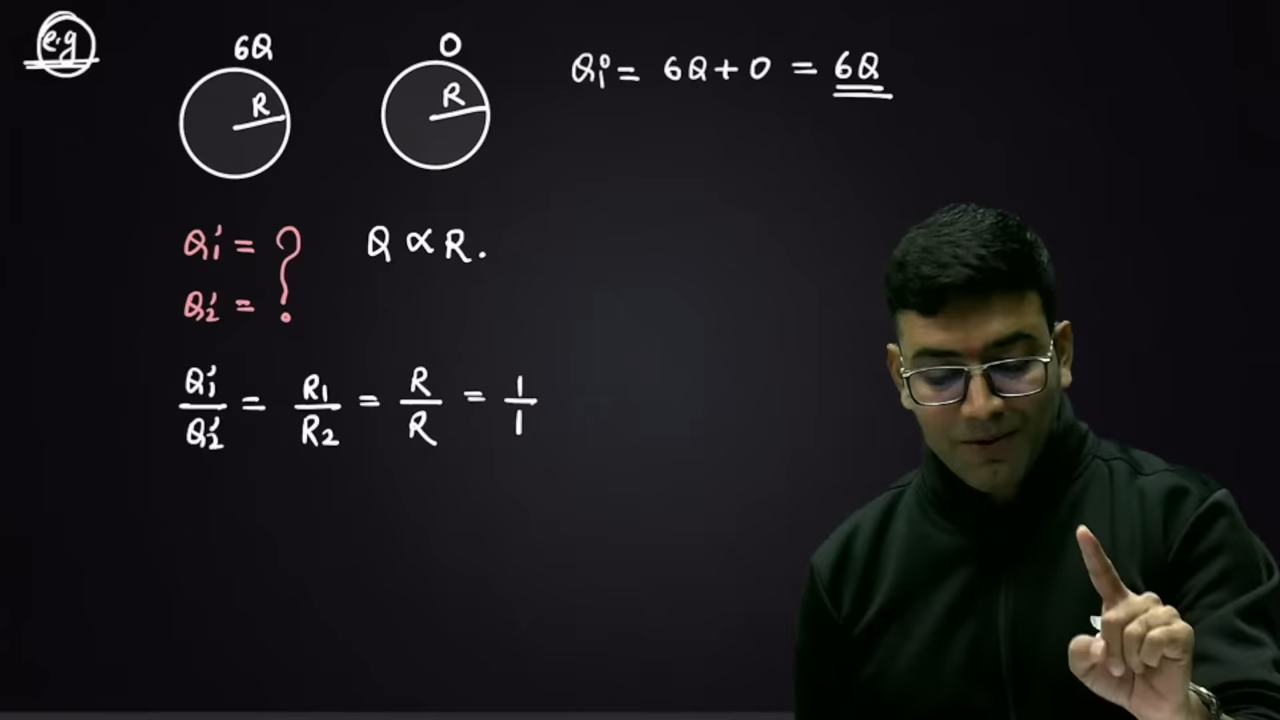 e.g
6Q
0
R
R
Qi = 6Q + 0 = 6Q
Q₁' = ?
Q₂' =
Q ∝ R.
Q₁'/Q₂' = R₁/R₂ = R/R = 1/1